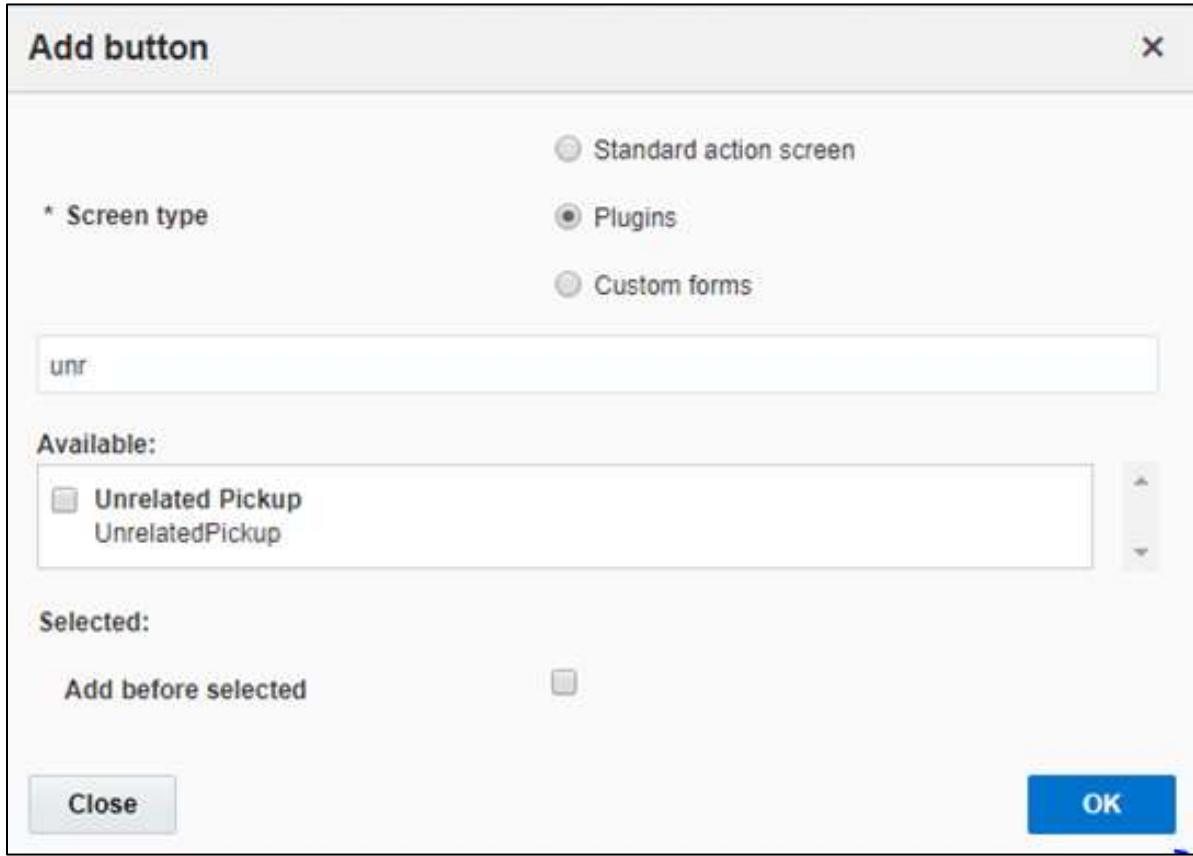 Add button
Standard action screen
* Screen type
Plugins
Custom forms
unr
Available:
Unrelated Pickup
UnrelatedPickup
Selected:
Add before selected
Close
OK